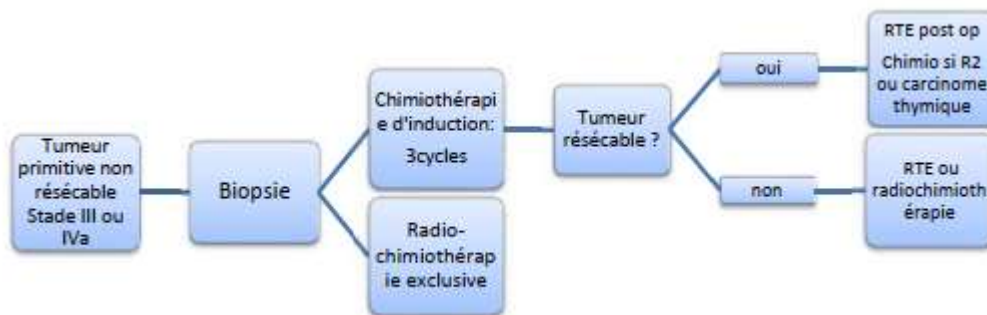 Tumeur
primitive non
résécable
Stade III ou
IVa
Biopsie
Chimiothérapi
e d'induction:
3cycles
Radio-
chimiothérap
ie exclusive
Tumeur
résécable ?
oui
non
RTE post op
Chimio si R2
ou carcinome
thymique
RTE ou
radiochimioth
érapie